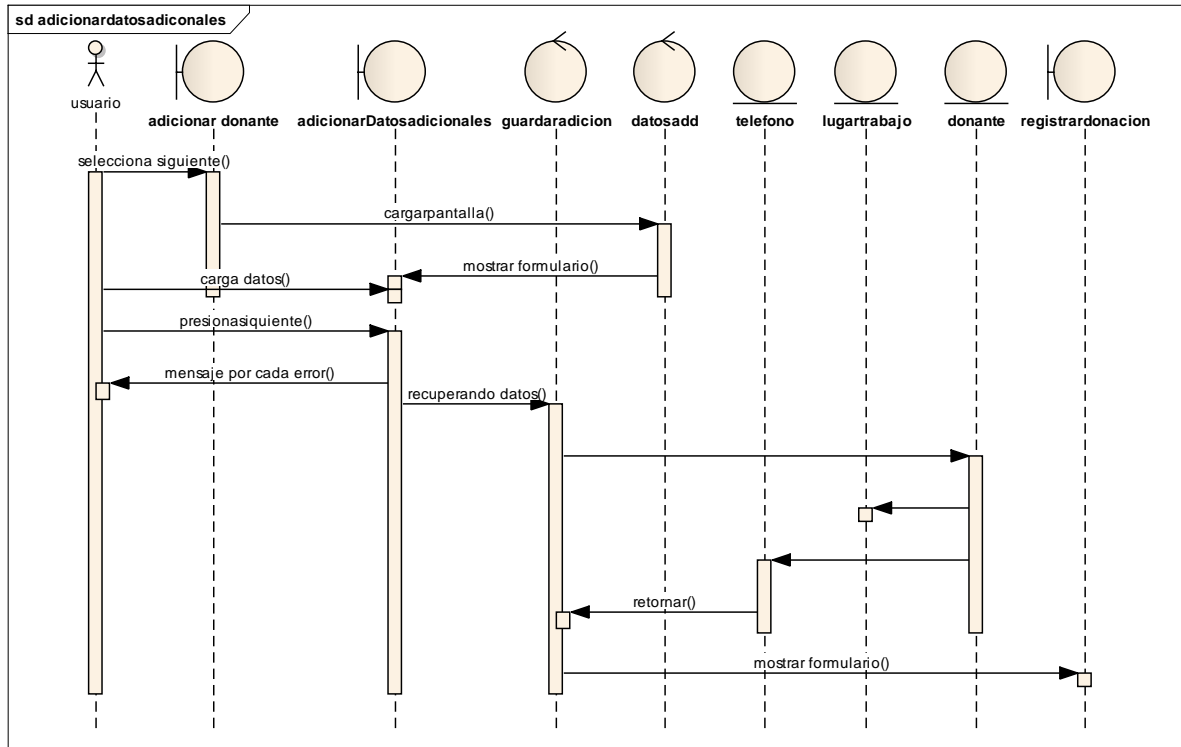 sd adicionardatosadiconales
usuario
adicionar donante
adicionarDatosadicionales
guardaradicion
datosadd
telefono
lugartrabajo
donante
registrardonacion
selecciona siguiente()
cargarpantalla()
mostrar formulario()
carga datos()
presionasiquiente()
mensaje por cada error()
recuperando datos()
retornar()
mostrar formulario()